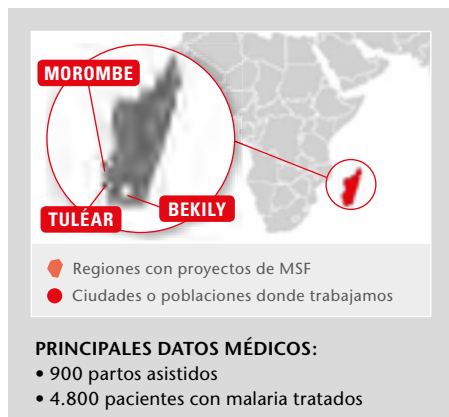 MOROMBE
TULÉAR
BEKILY
Regiones con proyectos de MSF
Ciudades o poblaciones donde trabajamos
PRINCIPALES DATOS MÉDICOS:
• 900 partos asistidos
• 4.800 pacientes con malaria tratados